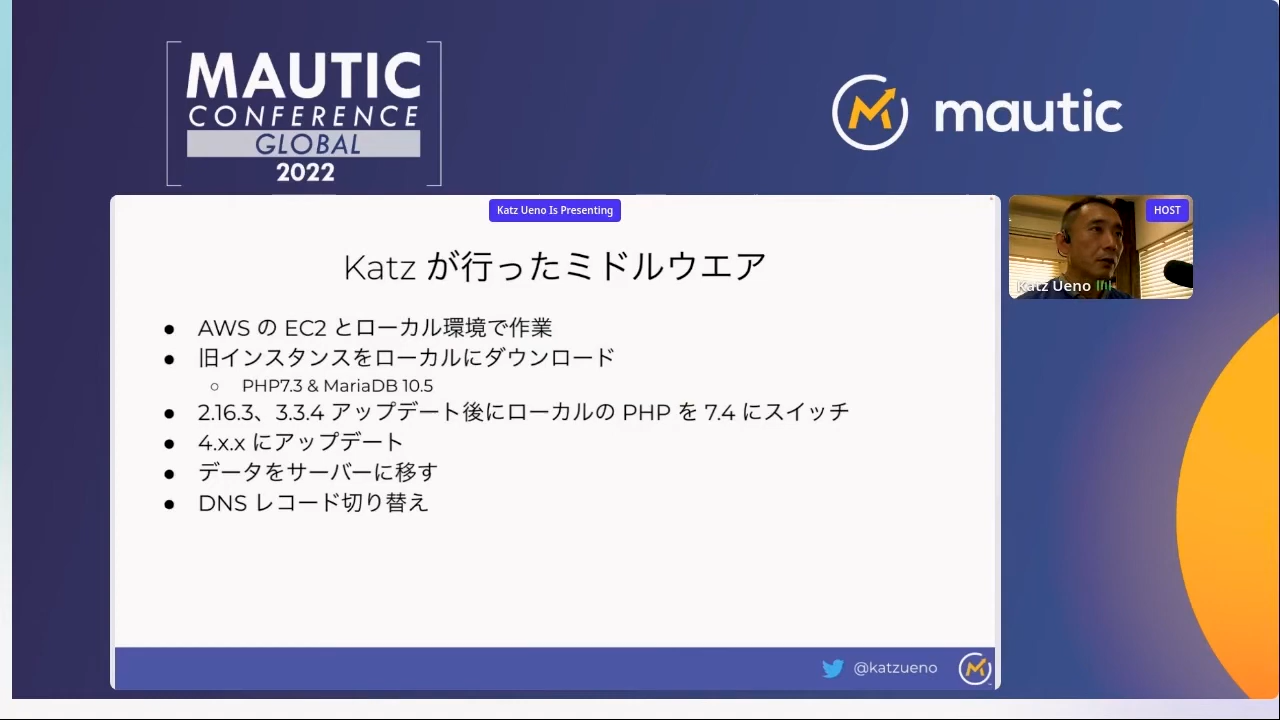 MAUTIC
CONFERENCE
GLOBAL
2022
mautic
Katz Ueno Is Presenting
HOST
Katz Ueno
Katz が行ったミドルウエア
● AWS の EC2 とローカル環境で作業
● 旧インスタンスをローカルにダウンロード
○ PHP7.3 & MariaDB 10.5
● 2.16.3、3.3.4 アップデート後にローカルの PHP を 7.4 にスイッチ
● 4.x.x にアップデート
● データをサーバーに移す
● DNS レコード切り替え
@katzueno